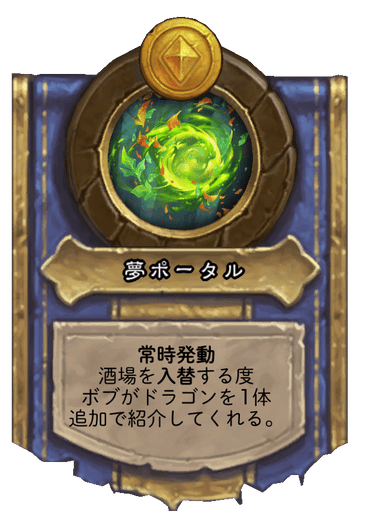 夢ポータル
常時発動
酒場を入替する度
ボブがドラゴンを1体
追加で紹介してくれる。